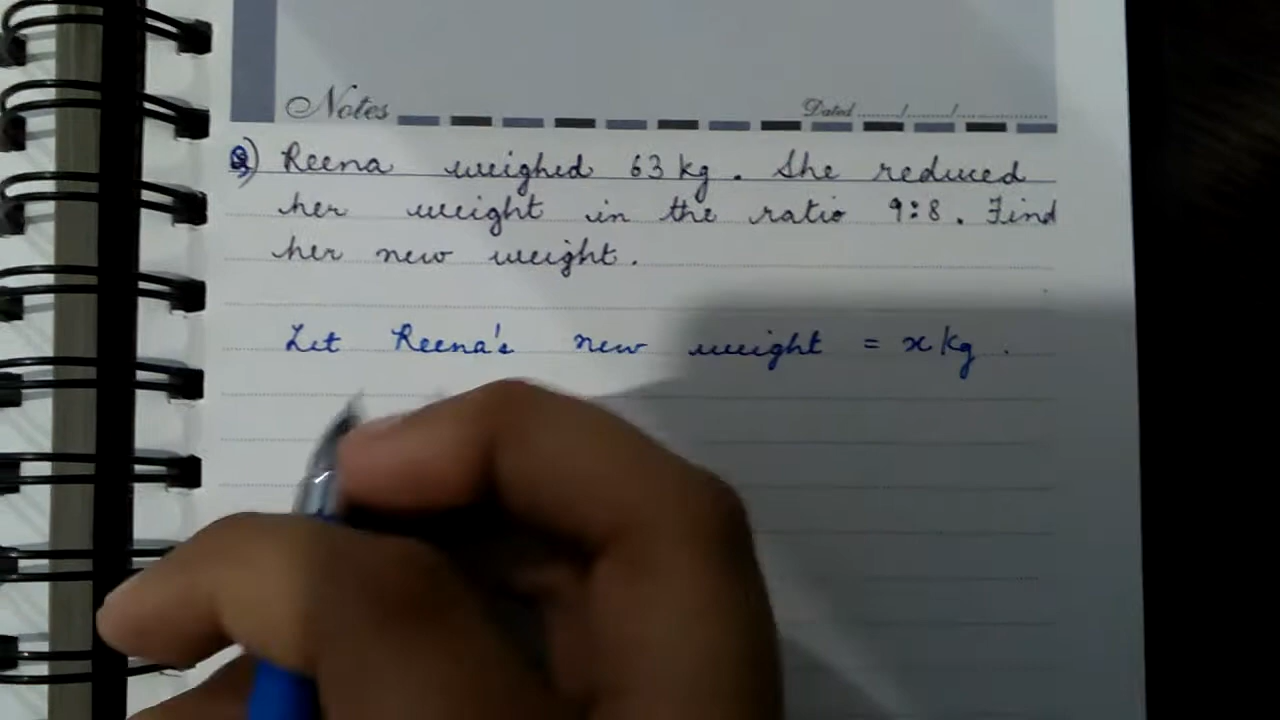 Notes Dated ......./......./................
Q) Reena weighed 63 kg. She reduced
her weight in the ratio 9:8. Find
her new weight.
Let Reena's new weight = x kg.